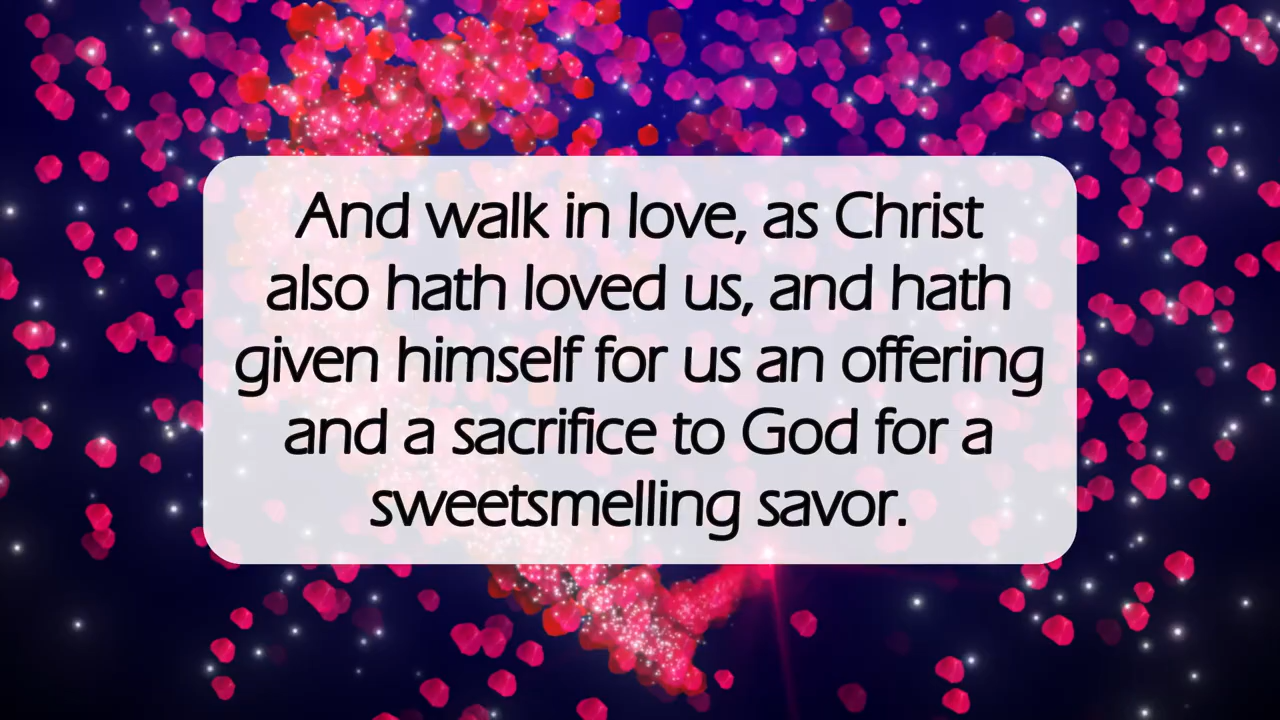 And walk in love, as Christ
also hath loved us, and hath
given himself for us an offering
and a sacrifice to God for a
sweetsmelling savor.